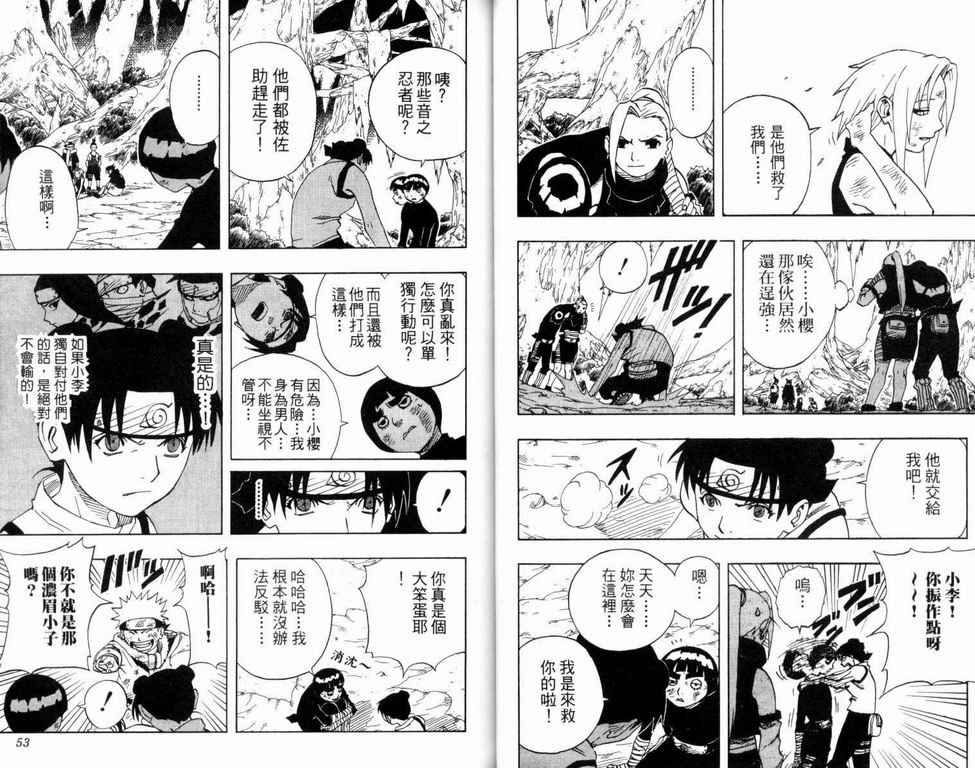 是他們救了
我們……
………
唉……小櫻
那傢伙居然
還在逞強…
！
他就交給
我吧！
小李！
你振作點呀
～～！
嗚…
嗯…
天天……
妳怎麼會
在這裡…
我是來救
你的啦！
咦？
那些音之
忍者呢？
他們都被佐
助趕走了！
………
這樣啊…
你真亂來！
怎麼可以單
獨行動呢？
而且還被
他們打成
這樣…
因為…小櫻
有危險…我
身為男人…
不能坐視不
管呀…
！
………
真是的…！
如果小李
獨自對付他們
的話，是絕對
不會輸的！
你真是個
大笨蛋耶
！
哈哈哈…我
根本就沒辦
法反駁……
消沈～
啊哈——！
你不就是那
個濃眉小子
嗎？
！
53